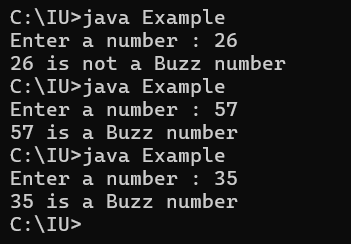 C:\IU>java Example
Enter a number : 26
26 is not a Buzz number
C:\IU>java Example
Enter a number : 57
57 is a Buzz number
C:\IU>java Example
Enter a number : 35
35 is a Buzz number
C:\IU>